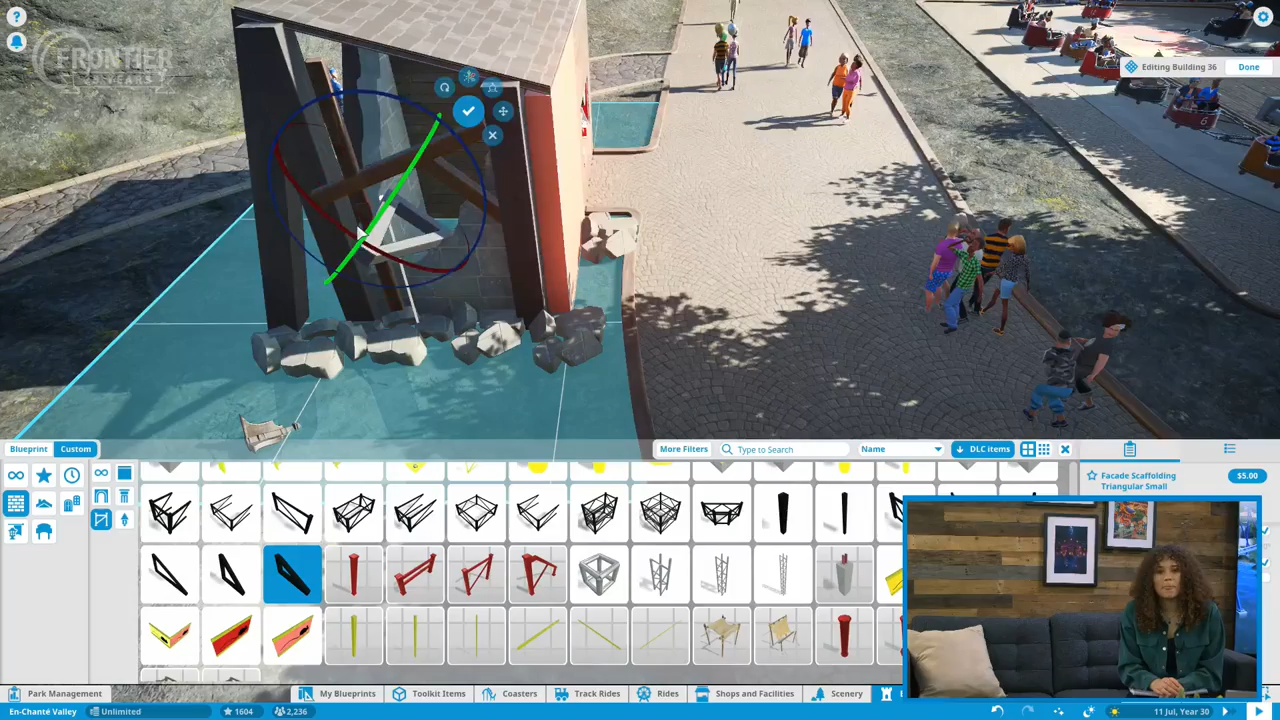 FRONTIER
Editing Building 36
Done
Blueprint
Custom
More Filters
Type to Search
Name
DLC items
Facade Scaffolding
Triangular Small
$5.00
Park Management
My Blueprints
Toolkit Items
Coasters
Track Rides
Rides
Shops and Facilities
Scenery
En-Chanté Valley
Unlimited
1604
2,236
11 Jul, Year 30